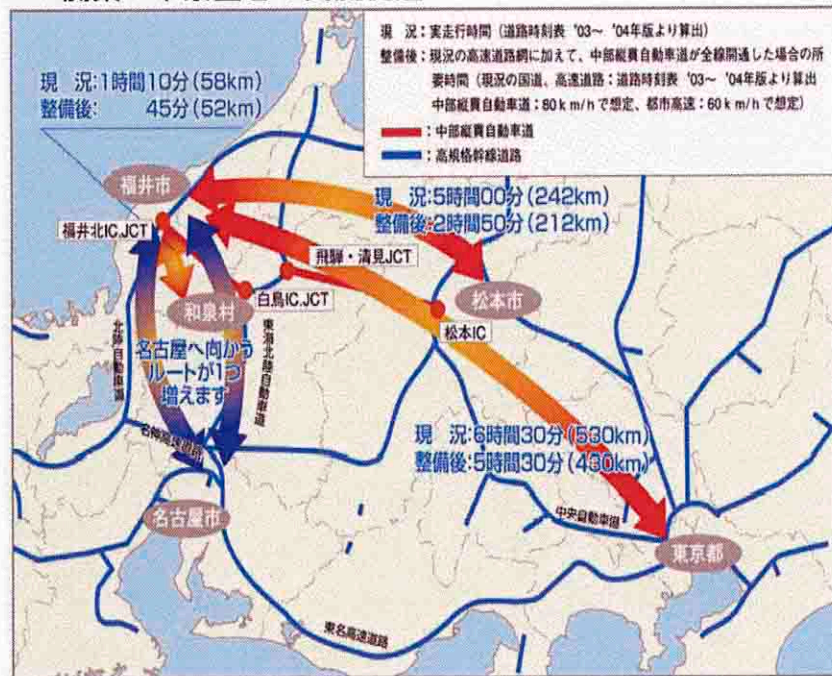 現　況：実走行時間（道路時刻表 '03～ '04年版より算出）
整備後：現況の高速道路網に加えて、中部縦貫自動車道が全線開通した場合の所
要時間（現況の国道、高速道路：道路時刻表 '03～ '04年版より算出
中部縦貫自動車道：80km/hで想定、都市高速：60km/hで想定）
：中部縦貫自動車道
：高規格幹線道路
現　況：1時間10分（58km）
整備後：　45分（52km）
福井市
福井北IC.JCT
現　況：5時間00分（242km）
整備後：2時間50分（212km）
飛騨・清見JCT
白鳥IC.JCT
和泉村
松本市
松本IC
北陸自動車道
東海北陸自動車道
名古屋へ向かう
ルートが1つ
増えます
名神高速道路
現　況：6時間30分（530km）
整備後：5時間30分（430km）
名古屋市
中央自動車道
東京都
東名高速道路